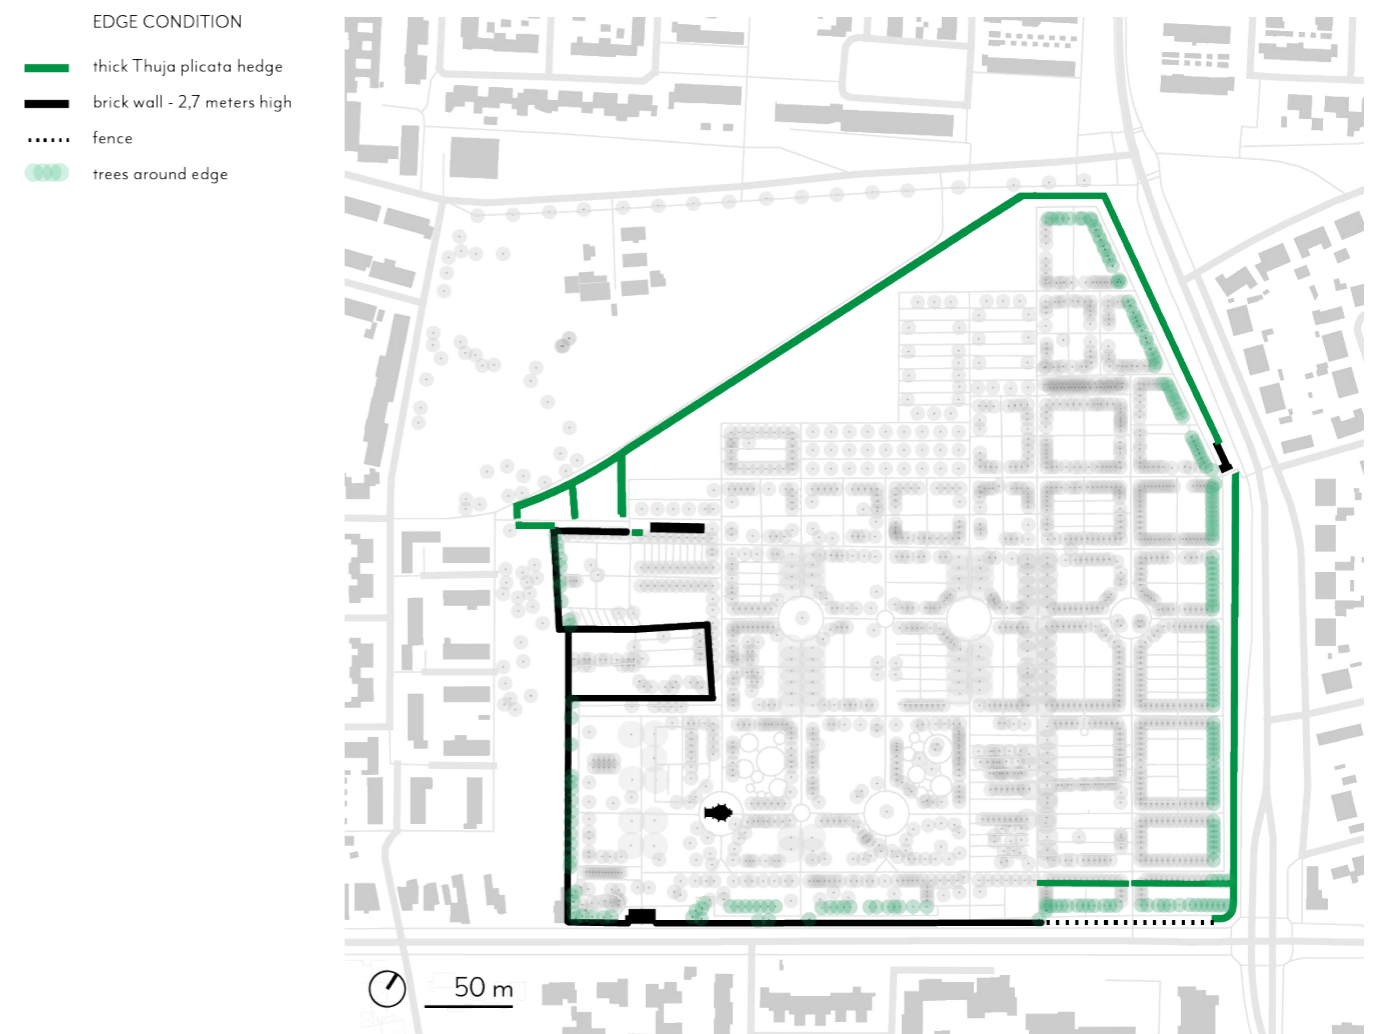 EDGE CONDITION
thick Thuja plicata hedge
brick wall - 2,7 meters high
fence
trees around edge
50 m